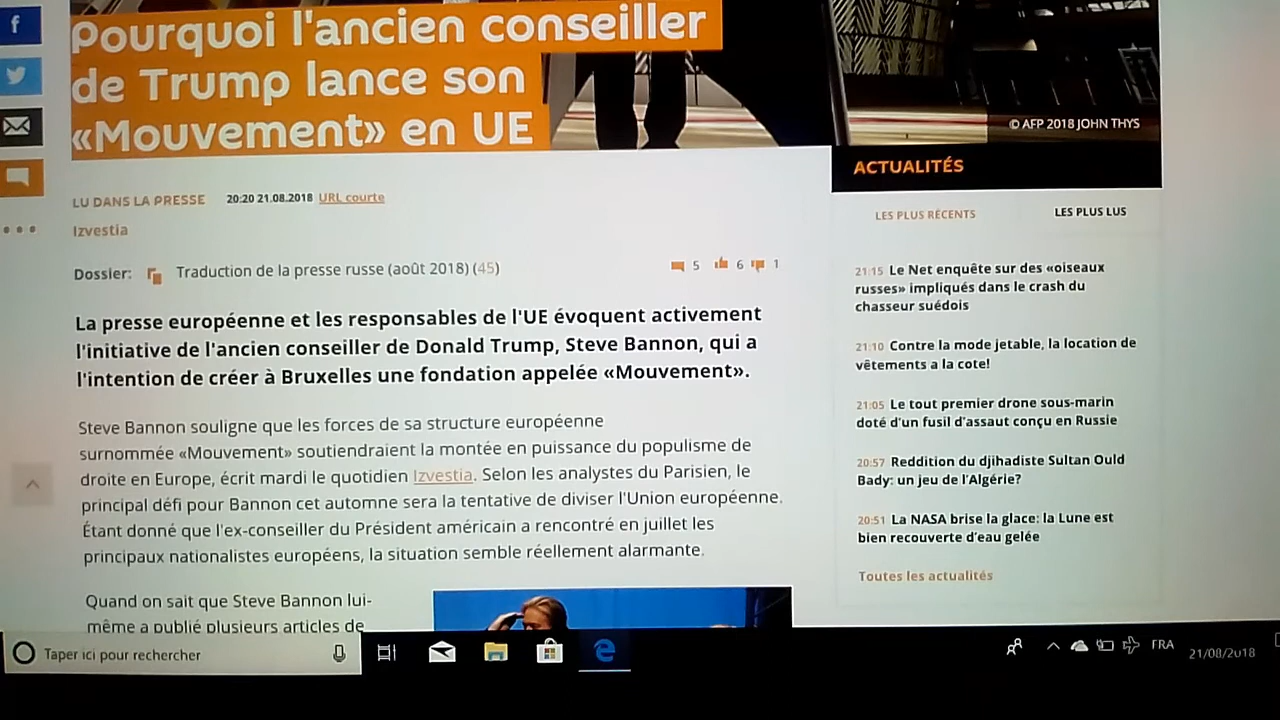 f
Pourquoi l'ancien conseiller
de Trump lance son
«Mouvement» en UE
© AFP 2018 JOHN THYS
LU DANS LA PRESSE 20:20 21.08.2018 URL courte
Izvestia
Dossier: Traduction de la presse russe (août 2018) (45) 5 6 1
La presse européenne et les responsables de l'UE évoquent activement
l'initiative de l'ancien conseiller de Donald Trump, Steve Bannon, qui a
l'intention de créer à Bruxelles une fondation appelée «Mouvement».
Steve Bannon souligne que les forces de sa structure européenne
surnommée «Mouvement» soutiendraient la montée en puissance du populisme de
droite en Europe, écrit mardi le quotidien Izvestia. Selon les analystes du Parisien, le
principal défi pour Bannon cet automne sera la tentative de diviser l'Union européenne.
Étant donné que l'ex-conseiller du Président américain a rencontré en juillet les
principaux nationalistes européens, la situation semble réellement alarmante.
Quand on sait que Steve Bannon lui-
même a publié plusieurs articles de
ACTUALITÉS
LES PLUS RÉCENTS LES PLUS LUS
21:15 Le Net enquête sur des «oiseaux
russes» impliqués dans le crash du
chasseur suédois
21:10 Contre la mode jetable, la location de
vêtements a la cote!
21:05 Le tout premier drone sous-marin
doté d'un fusil d'assaut conçu en Russie
20:57 Reddition du djihadiste Sultan Ould
Bady: un jeu de l'Algérie?
20:51 La NASA brise la glace: la Lune est
bien recouverte d'eau gelée
Toutes les actualités
Taper ici pour rechercher
FRA
21/08/2018